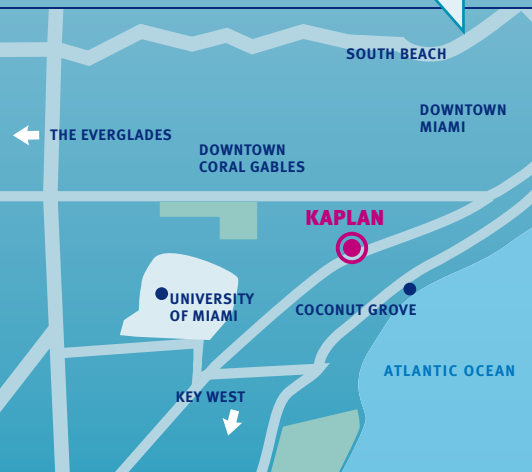 SOUTH BEACH
DOWNTOWN
MIAMI
THE EVERGLADES
DOWNTOWN
CORAL GABLES
KAPLAN
UNIVERSITY
OF MIAMI
COCONUT GROVE
ATLANTIC OCEAN
KEY WEST